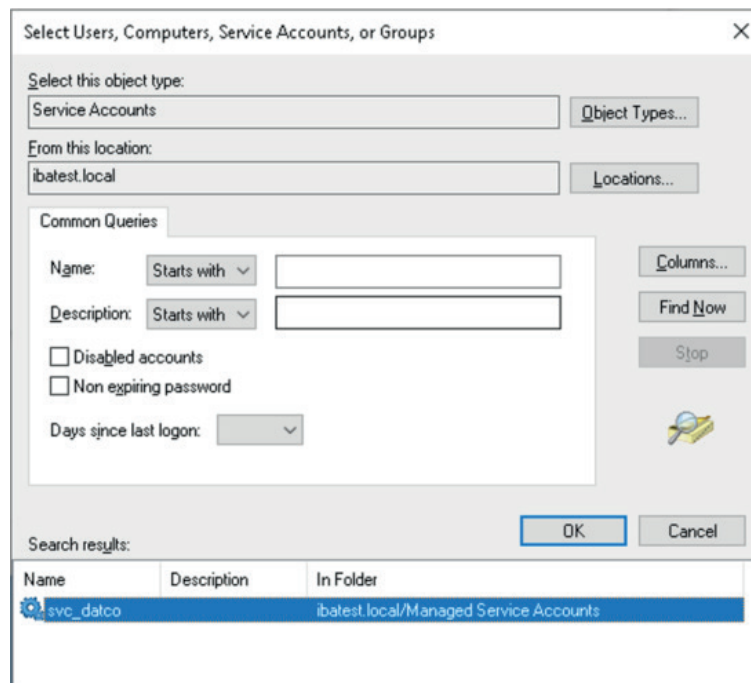 Select Users, Computers, Service Accounts, or Groups
Select this object type:
Service Accounts
Object Types...
From this location:
ibatest.local
Locations...
Common Queries
Name: Starts with
Description: Starts with
Disabled accounts
Non expiring password
Days since last logon:
Columns...
Find Now
Stop
OK Cancel
Search results:
Name Description In Folder
svc_datco ibatest.local/Managed Service Accounts